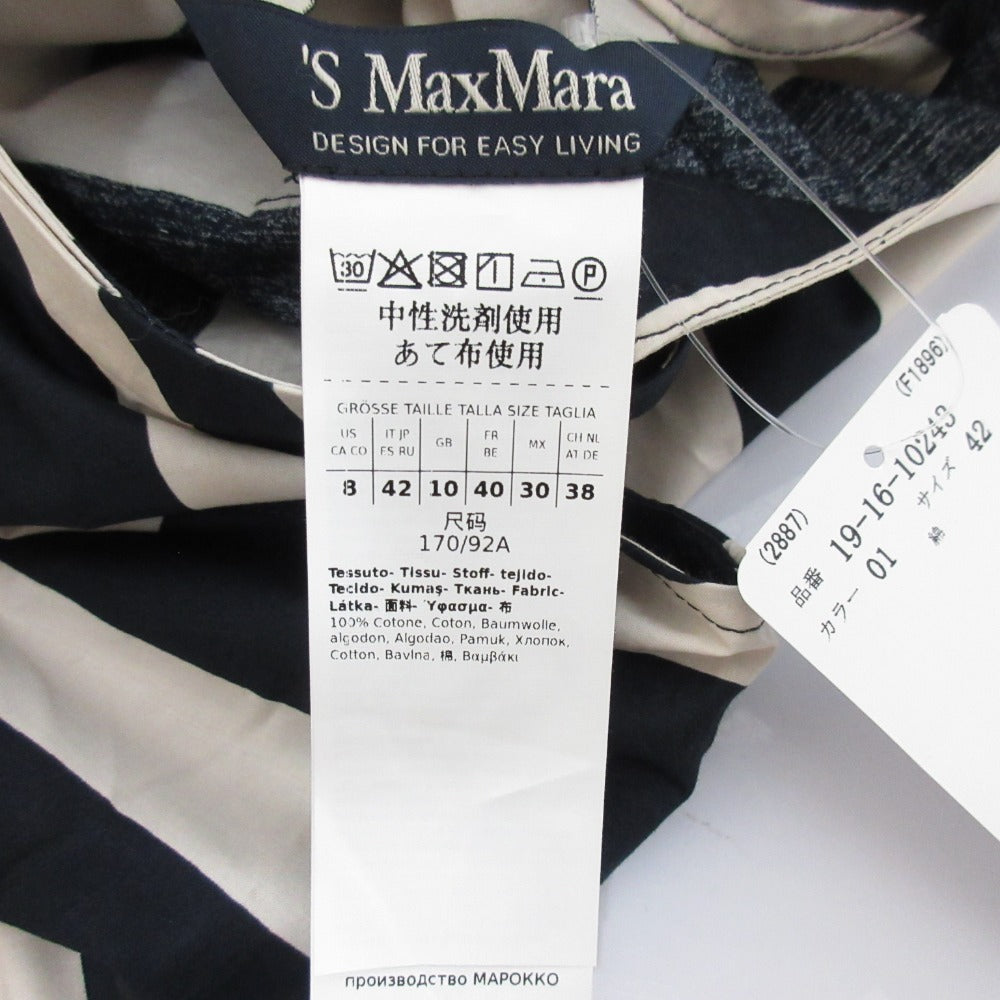 'S MaxMara
DESIGN FOR EASY LIVING
30 P
中性洗剤使用
あて布使用
GRÖSSE TAILLE TALLA SIZE TAGLIA
US CA CO IT JP ES RU GB FR BE MX CH NL AT DE
8 42 10 40 30 38
尺码
170/92A
Tessuto- Tissu- Stoff- tejido-
Tecido- Kumaş- Ткань- Fabric-
Látka- 面料- Ύφασμα- 布
100% Cotone, Coton, Baumwolle,
algodon, Algodao, Pamuk, Хлопок,
Cotton, Bavlna, 棉, Βαμβάκι
производство МАРОККО
(F1896)
(2887)
品番 19-16-10243
カラー 01 サイズ 42
綿